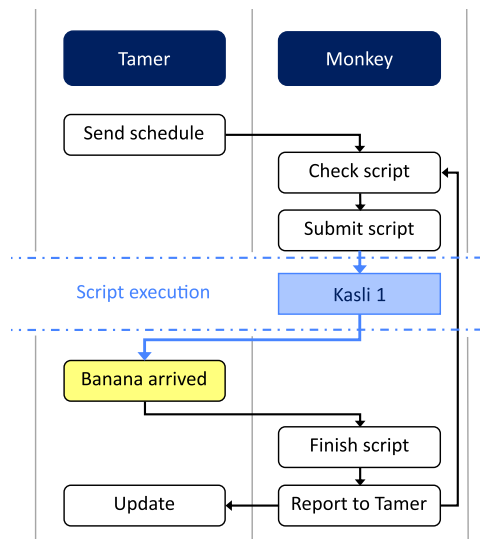 Tamer
Monkey
Send schedule
Check script
Submit script
Script execution
Kasli 1
Banana arrived
Finish script
Update
Report to Tamer